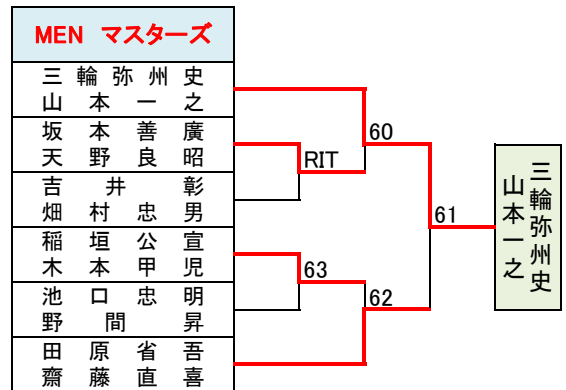 MEN マスターズ
三輪弥州史
山本一之
坂本善廣
天野良昭
吉井彰
畑村忠男
稲垣公宣
木本甲児
池口忠明
野間昇
田原省吾
齋藤直喜
RIT
63
60
62
61
三輪弥州史
山本一之